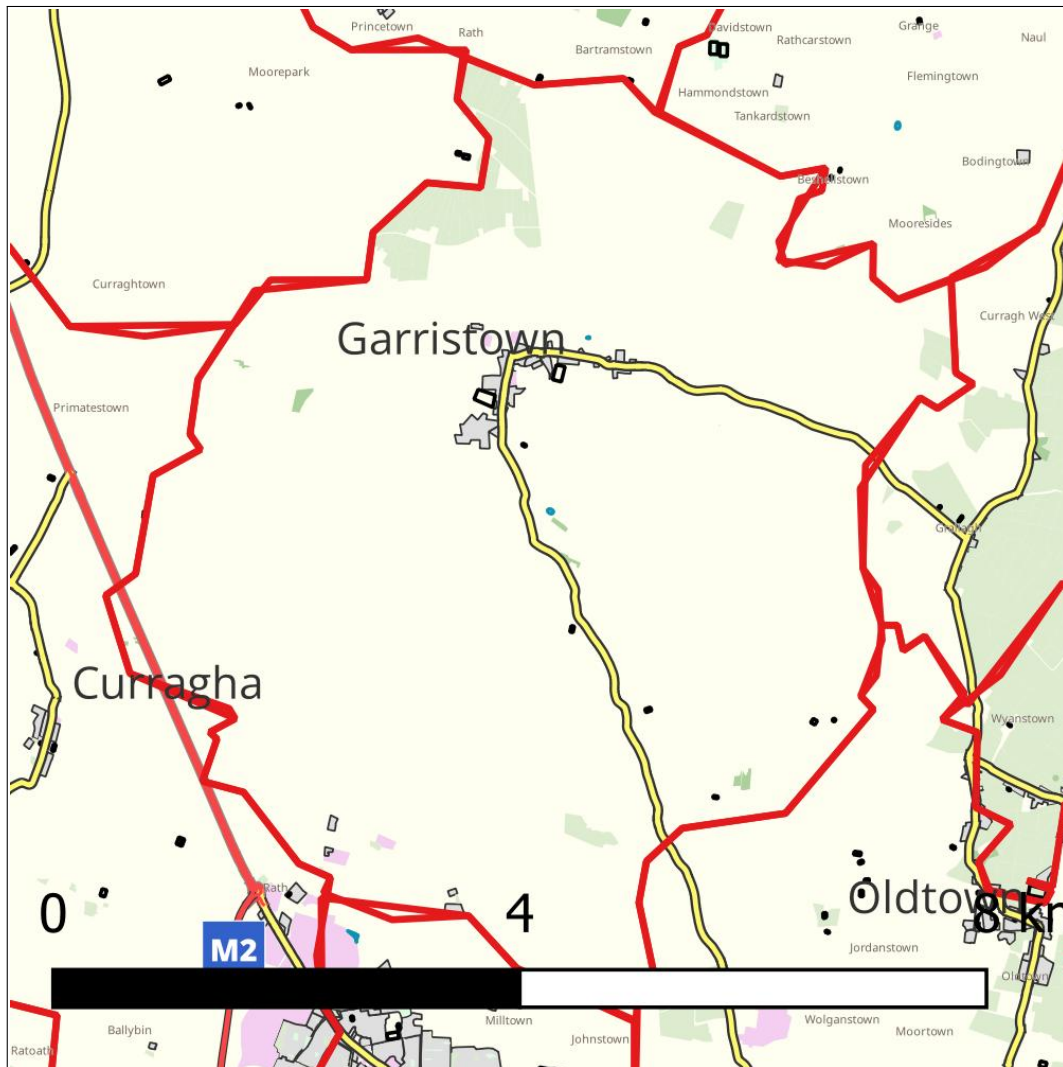 Princetown
Rath
Davidstown
Grange
Bartramstown
Rathcarstown
Naul
Moorepark
Flemingtown
Hammondstown
Tankardstown
Bodingtown
Mooresides
Curraghtown
Curragh West
Garristown
Primatestown
Grallagh
Curragha
Wyanstown
Rath
Oldtown
0
4
8 km
M2
Jordanstown
Oldtown
Milltown
Wolganstown
Ballybin
Johnstown
Moortown
Ratoath